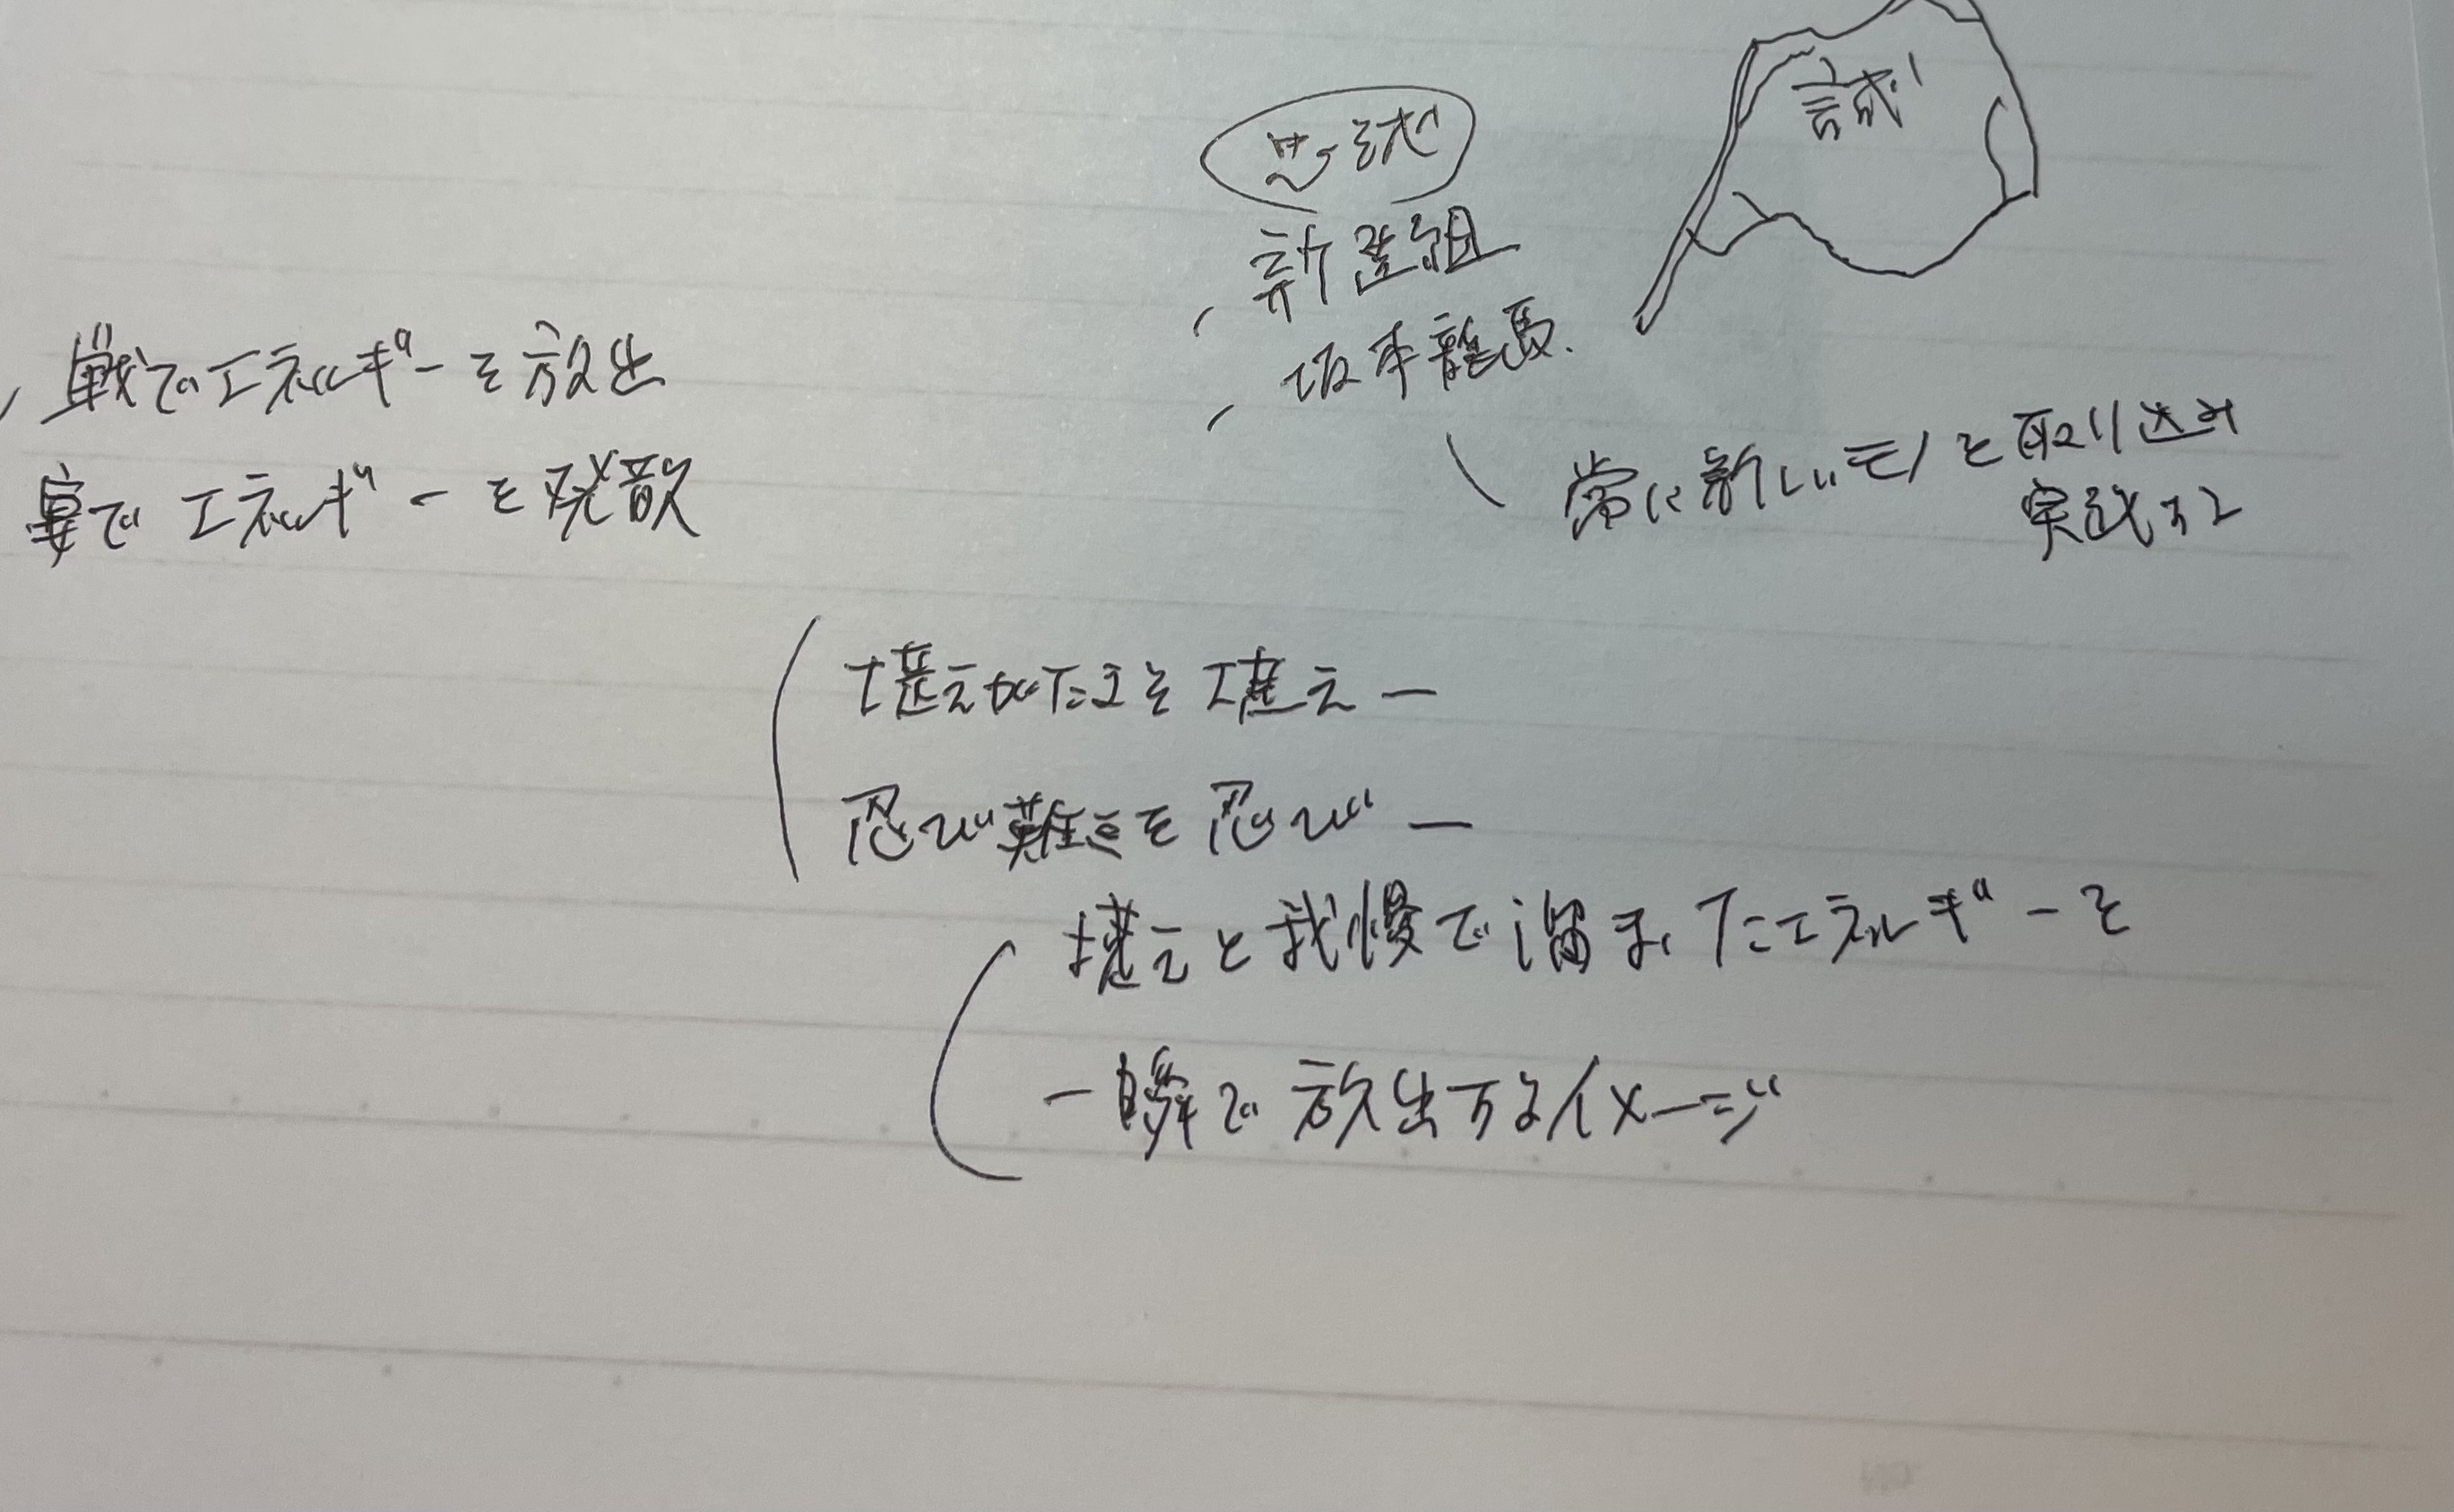 誠
新選組
坂本龍馬.
戦でエネルギーを放出
宴でエネルギーを発散
常に新しいモノを取り込み
実践する
堪えがたきを堪え ー
忍び難きを忍び ー
堪えと我慢で溜まったエネルギーを
一瞬で放出するイメージ